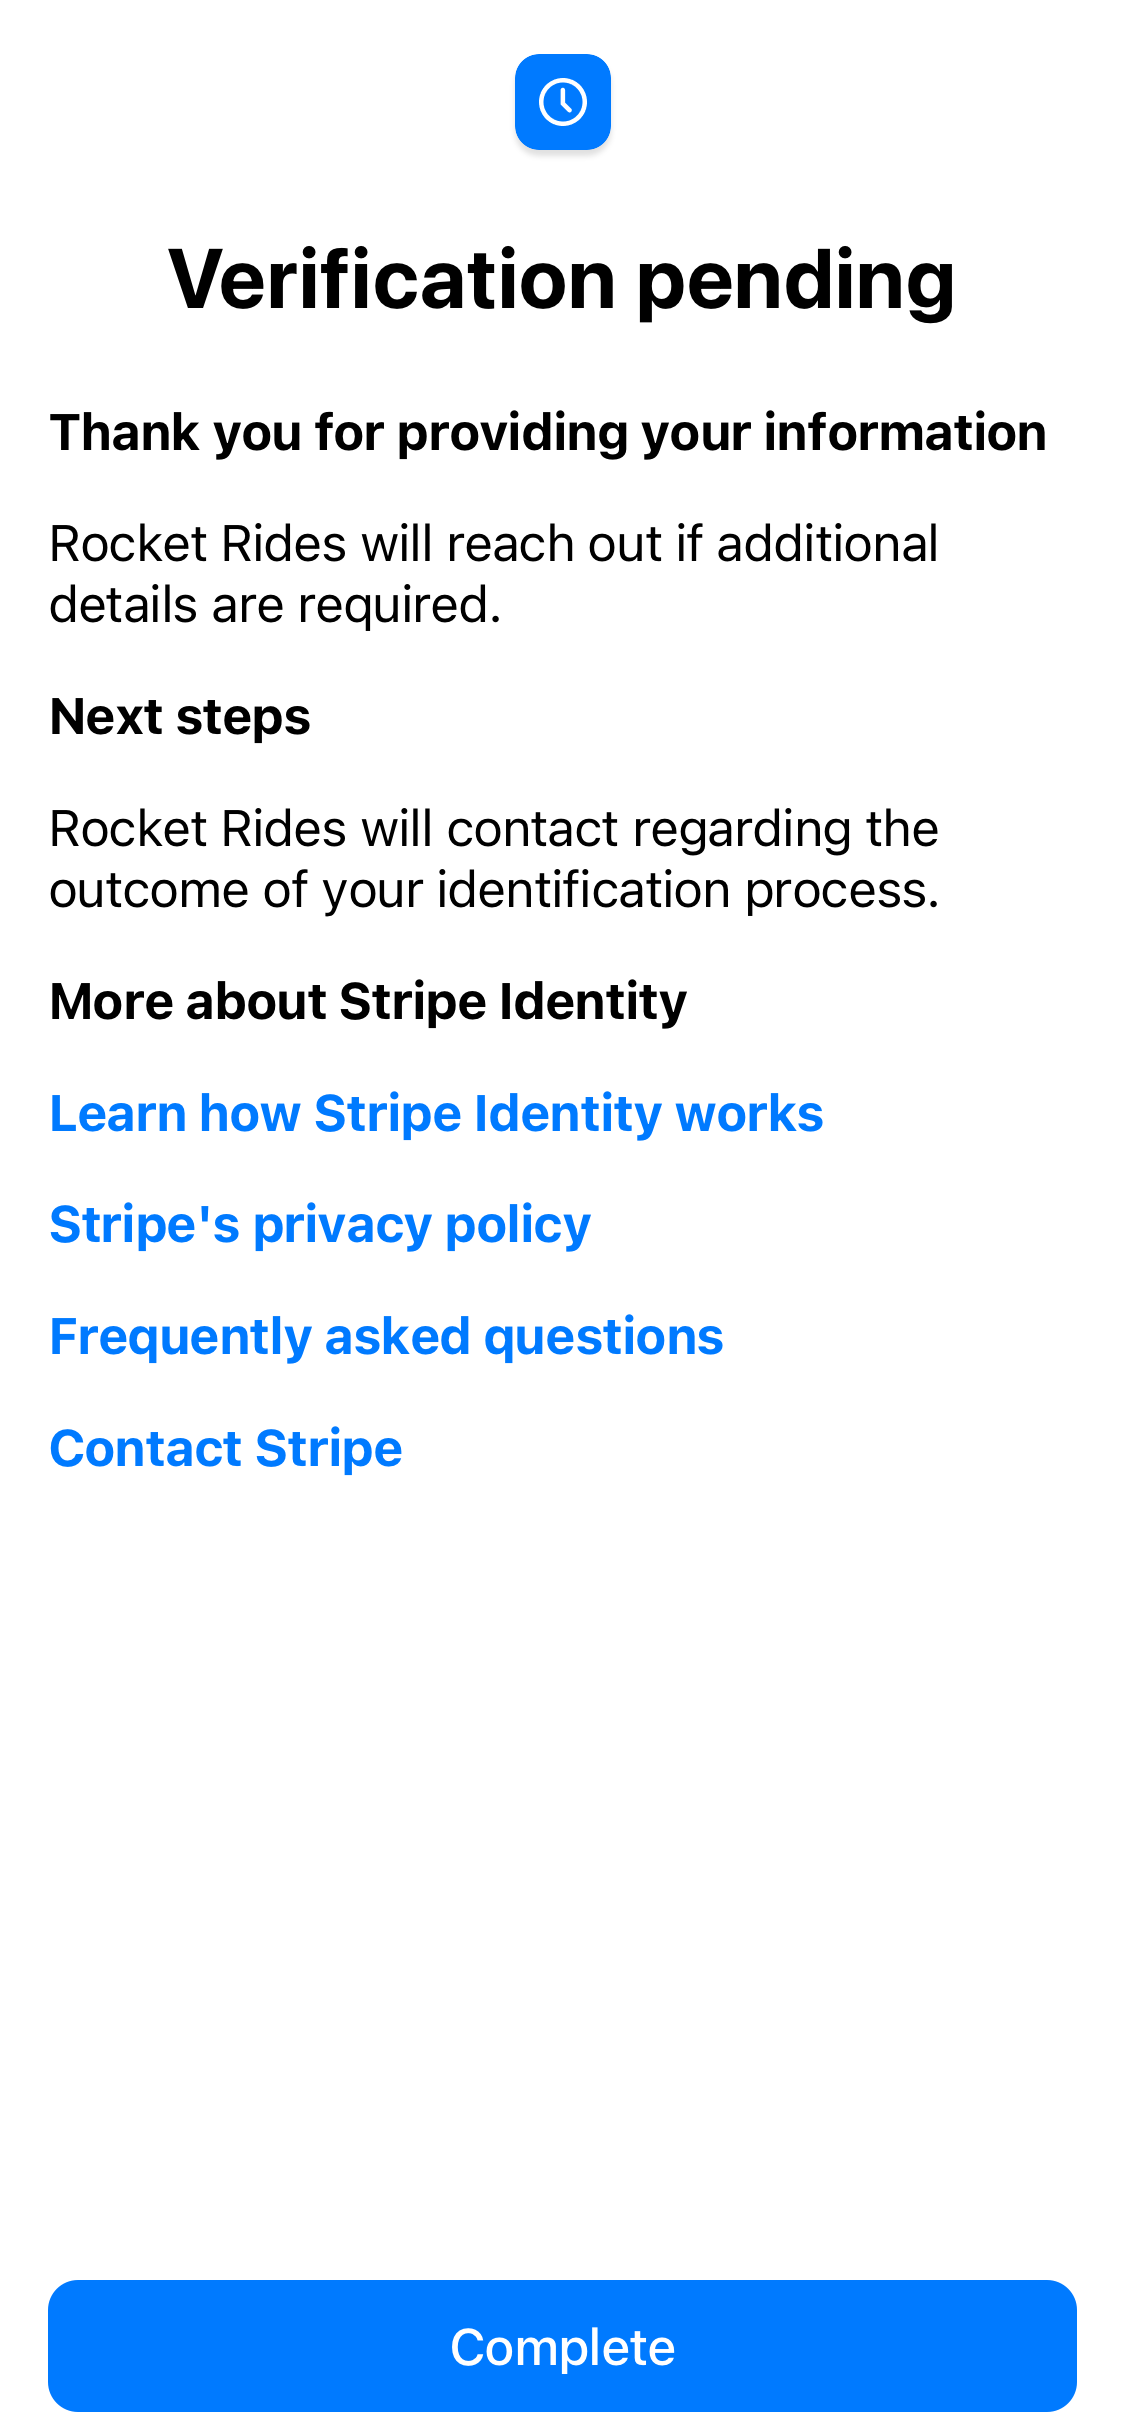 Verification pending
Thank you for providing your information
Rocket Rides will reach out if additional
details are required.
Next steps
Rocket Rides will contact regarding the
outcome of your identification process.
More about Stripe Identity
Learn how Stripe Identity works
Stripe's privacy policy
Frequently asked questions
Contact Stripe
Complete